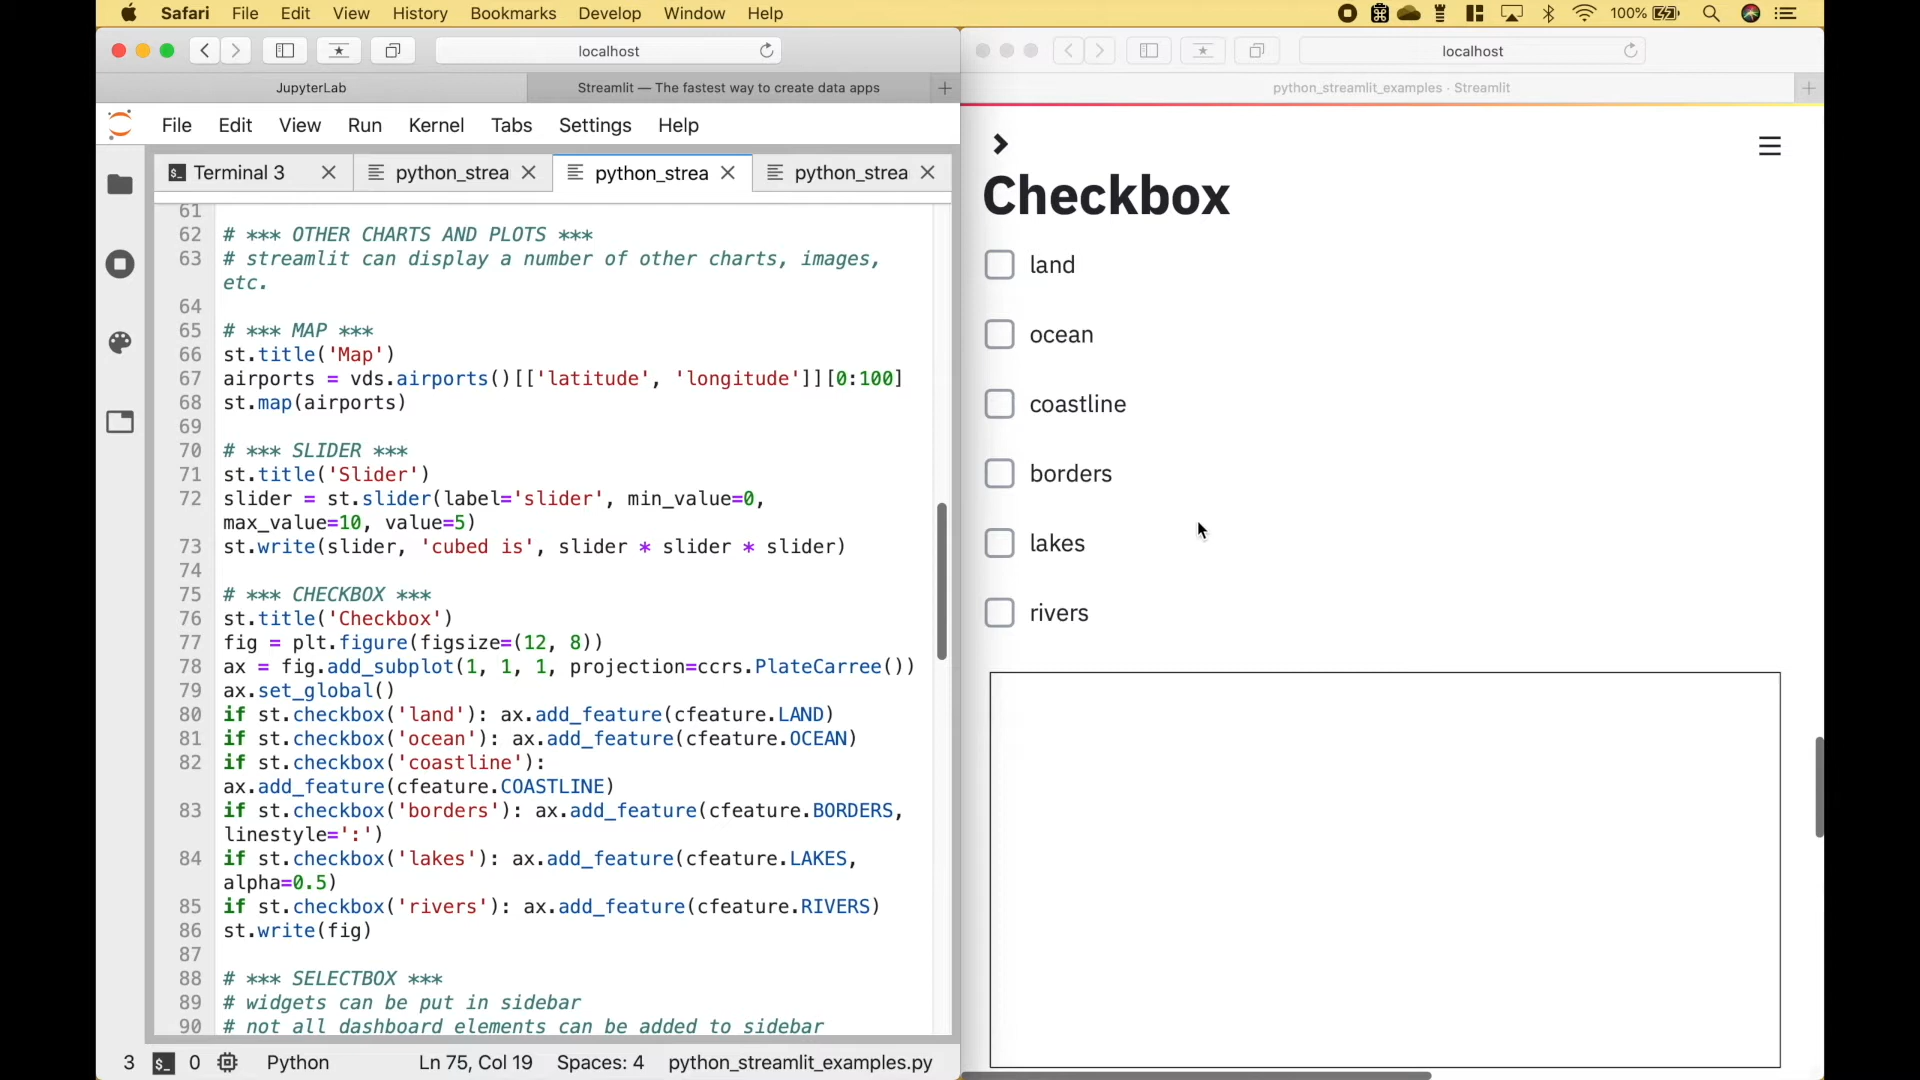 Safari File Edit View History Bookmarks Develop Window Help 100%
localhost
localhost
JupyterLab
Streamlit — The fastest way to create data apps
python_streamlit_examples - Streamlit
File Edit View Run Kernel Tabs Settings Help
Terminal 3
python_strea
python_strea
python_strea
61
62 # *** OTHER CHARTS AND PLOTS ***
63 # streamlit can display a number of other charts, images,
etc.
64
65 # *** MAP ***
66 st.title('Map')
67 airports = vds.airports()[['latitude', 'longitude']][0:100]
68 st.map(airports)
69
70 # *** SLIDER ***
71 st.title('Slider')
72 slider = st.slider(label='slider', min_value=0,
max_value=10, value=5)
73 st.write(slider, 'cubed is', slider * slider * slider)
74
75 # *** CHECKBOX ***
76 st.title('Checkbox')
77 fig = plt.figure(figsize=(12, 8))
78 ax = fig.add_subplot(1, 1, 1, projection=ccrs.PlateCarree())
79 ax.set_global()
80 if st.checkbox('land'): ax.add_feature(cfeature.LAND)
81 if st.checkbox('ocean'): ax.add_feature(cfeature.OCEAN)
82 if st.checkbox('coastline'):
ax.add_feature(cfeature.COASTLINE)
83 if st.checkbox('borders'): ax.add_feature(cfeature.BORDERS,
linestyle=':')
84 if st.checkbox('lakes'): ax.add_feature(cfeature.LAKES,
alpha=0.5)
85 if st.checkbox('rivers'): ax.add_feature(cfeature.RIVERS)
86 st.write(fig)
87
88 # *** SELECTBOX ***
89 # widgets can be put in sidebar
90 # not all dashboard elements can be added to sidebar
3 0 Python Ln 75, Col 19 Spaces: 4 python_streamlit_examples.py
Checkbox
land
ocean
coastline
borders
lakes
rivers